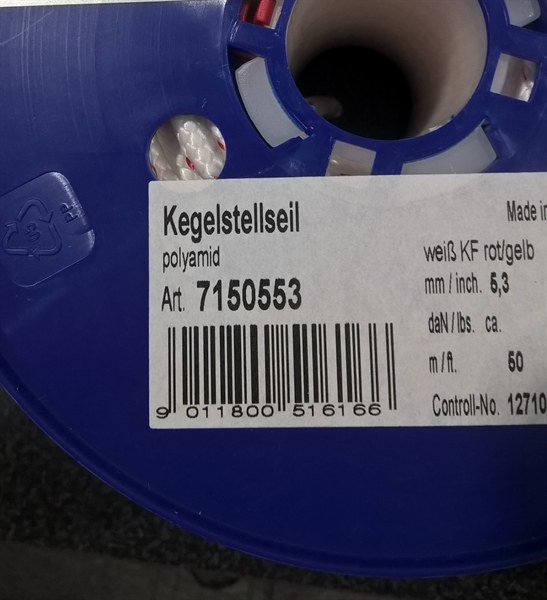 Kegelstellseil
Made in
polyamid
weiß KF rot/gelb
Art. 7150553
mm / inch. 5,3
daN / lbs. ca.
m / ft. 50
9 011800 516166
Controll-No. 12710